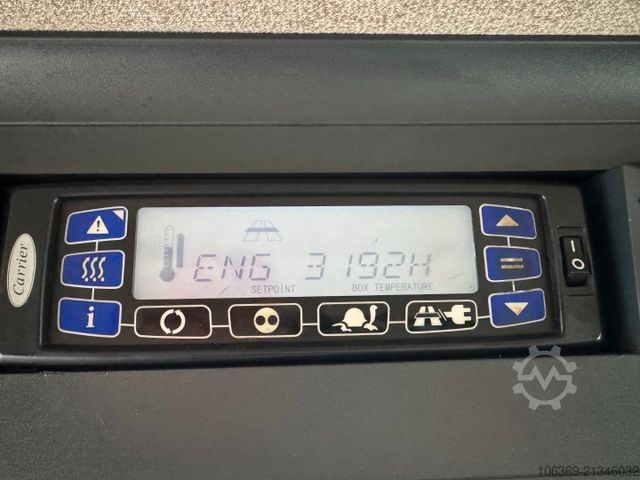 Carrier
ENG 3192H
SETPOINT BOX TEMPERATURE
i
I
O
106369-21346032